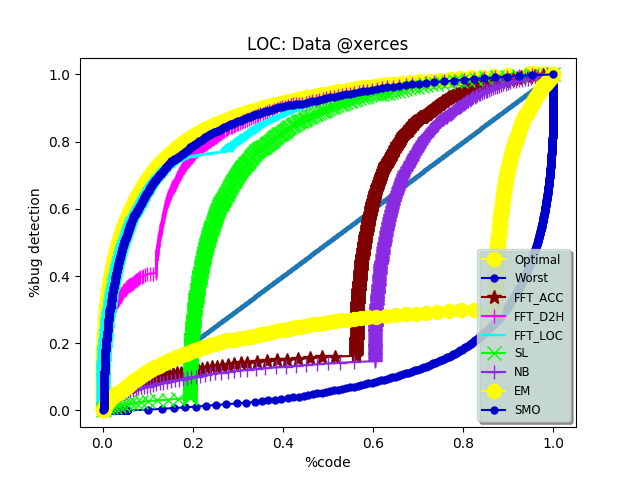 LOC: Data @xerces
%bug detection
1.0
0.8
0.6
0.4
0.2
0.0
0.0 0.2 0.4 0.6 0.8 1.0
%code
Optimal
Worst
FFT_ACC
FFT_D2H
FFT_LOC
SL
NB
EM
SMO